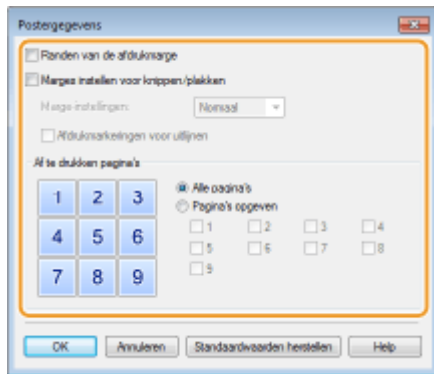 Postergegevens
Randen van de afdrukmarge
Marges instellen voor knippen/plakken
Marge-instellingen: Normaal
Afdrukmarkeringen voor uitlijnen
Af te drukken pagina's
1 2 3
4 5 6
7 8 9
Alle pagina's
Pagina's opgeven
1 2 3 4
5 6 7 8
9
OK Annuleren Standaardwaarden herstellen Help